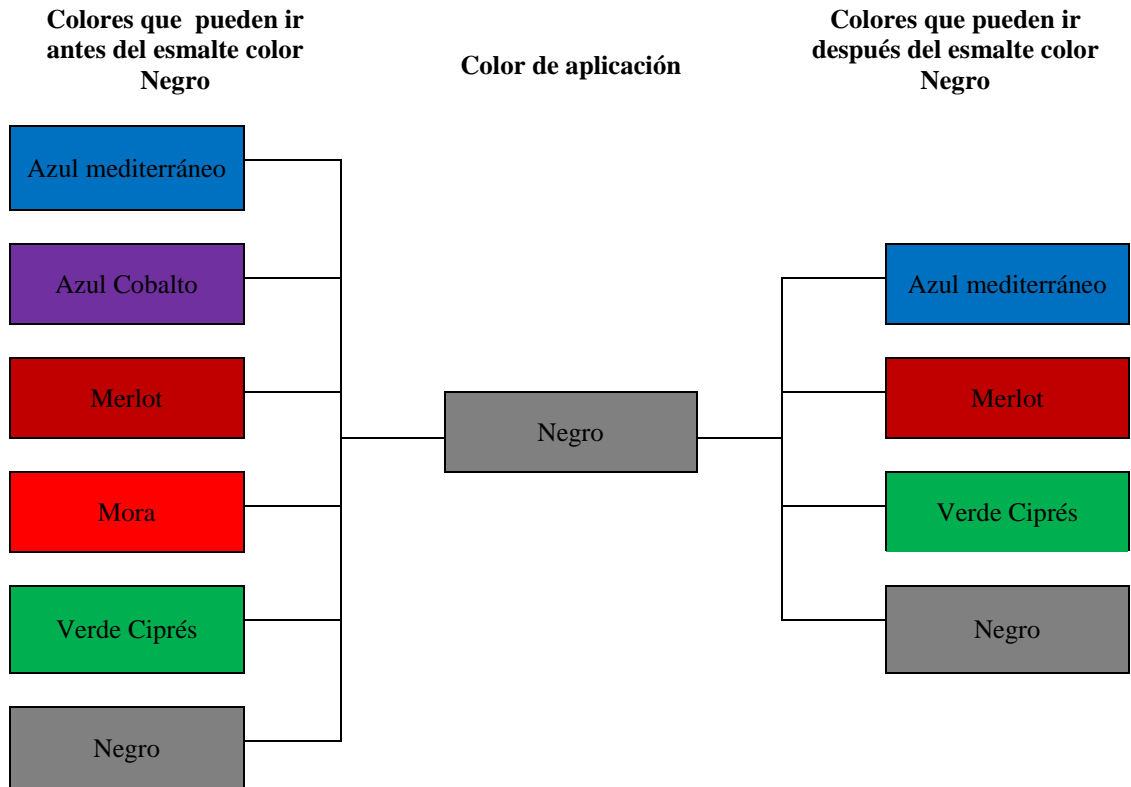 Colores que  pueden ir
antes del esmalte color
Negro
Color de aplicación
Colores que pueden ir
después del esmalte color
Negro
Azul mediterráneo
Azul Cobalto
Merlot
Mora
Verde Ciprés
Negro
Negro
Azul mediterráneo
Merlot
Verde Ciprés
Negro